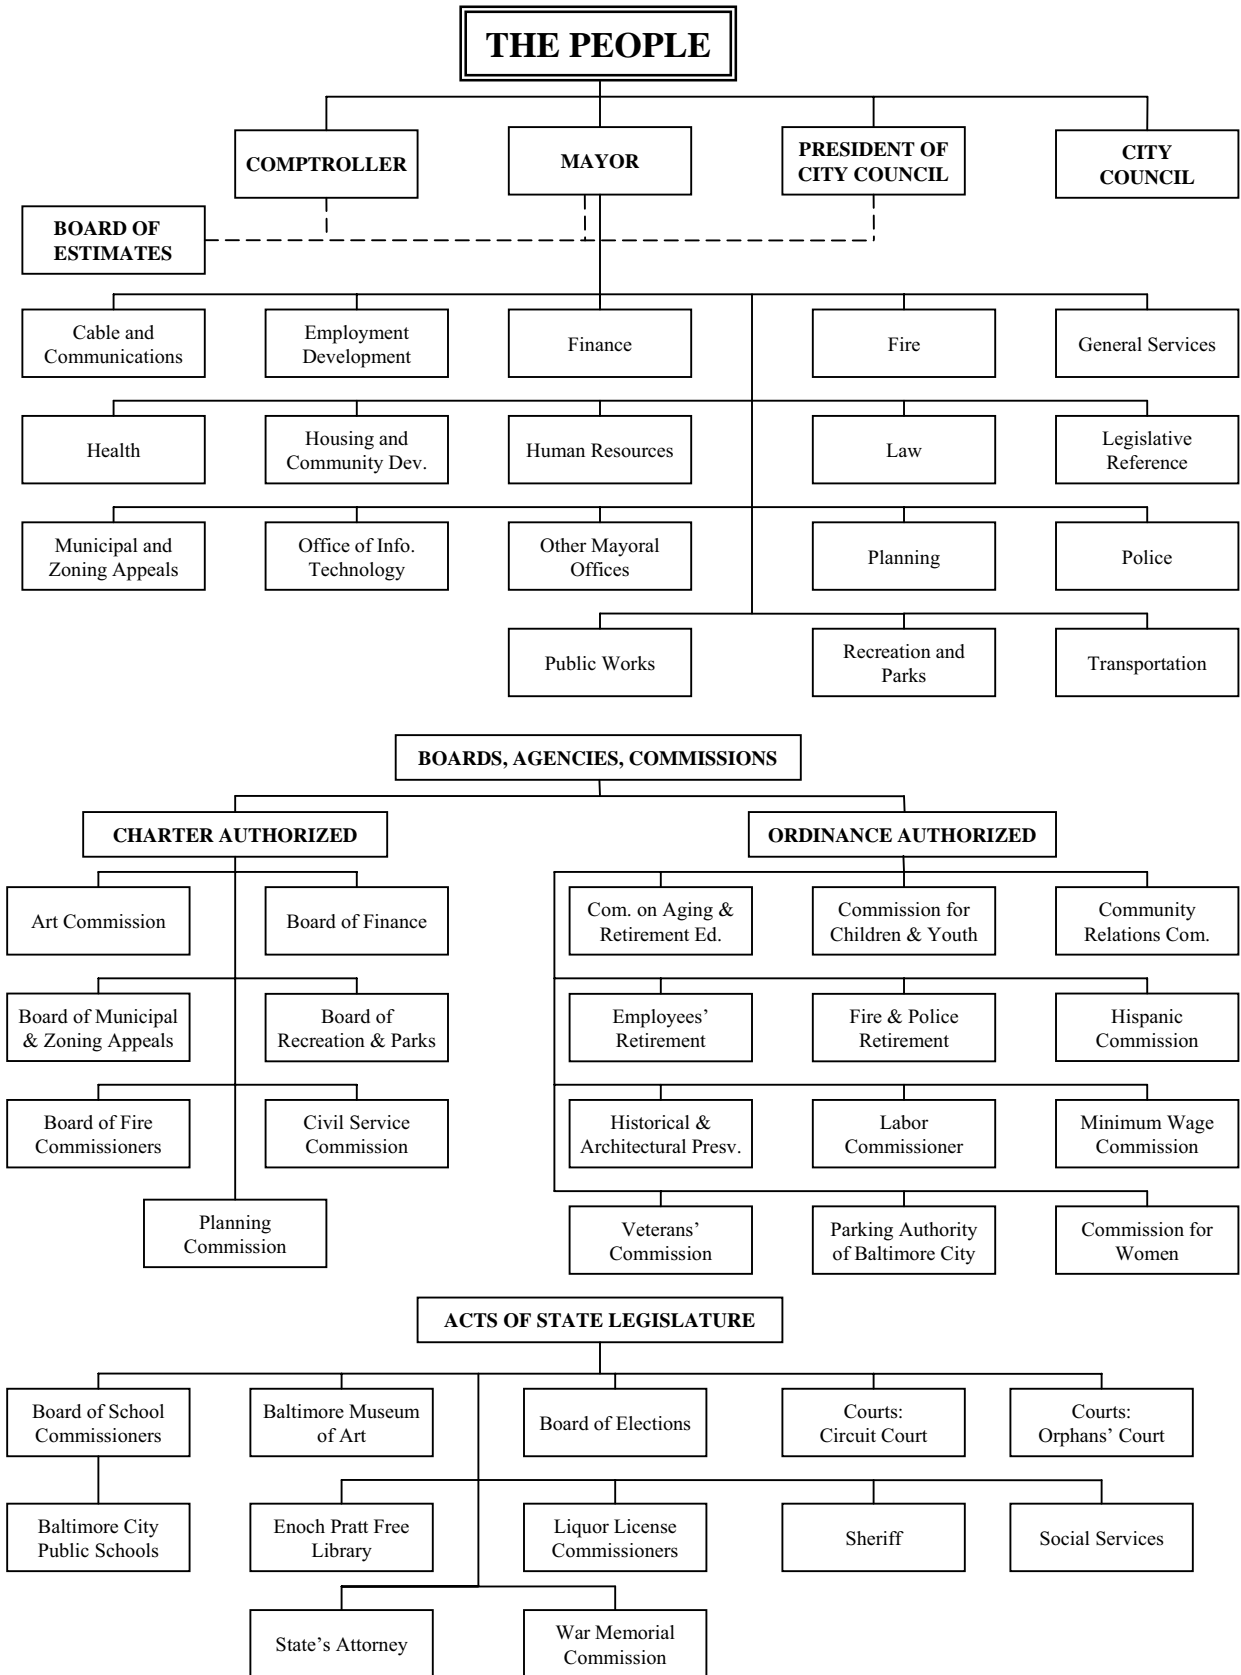 THE PEOPLE
COMPTROLLER
MAYOR
PRESIDENT OF
CITY COUNCIL
CITY
COUNCIL
BOARD OF
ESTIMATES
Cable and
Communications
Employment
Development
Finance
Fire
General Services
Health
Housing and
Community Dev.
Human Resources
Law
Legislative
Reference
Municipal and
Zoning Appeals
Office of Info.
Technology
Other Mayoral
Offices
Planning
Police
Public Works
Recreation and
Parks
Transportation
BOARDS, AGENCIES, COMMISSIONS
CHARTER AUTHORIZED
Art Commission
Board of Finance
Board of Municipal
& Zoning Appeals
Board of
Recreation & Parks
Board of Fire
Commissioners
Civil Service
Commission
Planning
Commission
ORDINANCE AUTHORIZED
Com. on Aging &
Retirement Ed.
Commission for
Children & Youth
Community
Relations Com.
Employees’
Retirement
Fire & Police
Retirement
Hispanic
Commission
Historical &
Architectural Presv.
Labor
Commissioner
Minimum Wage
Commission
Veterans’
Commission
Parking Authority
of Baltimore City
Commission for
Women
ACTS OF STATE LEGISLATURE
Board of School
Commissioners
Baltimore Museum
of Art
Board of Elections
Courts:
Circuit Court
Courts:
Orphans’ Court
Baltimore City
Public Schools
Enoch Pratt Free
Library
Liquor License
Commissioners
Sheriff
Social Services
State’s Attorney
War Memorial
Commission